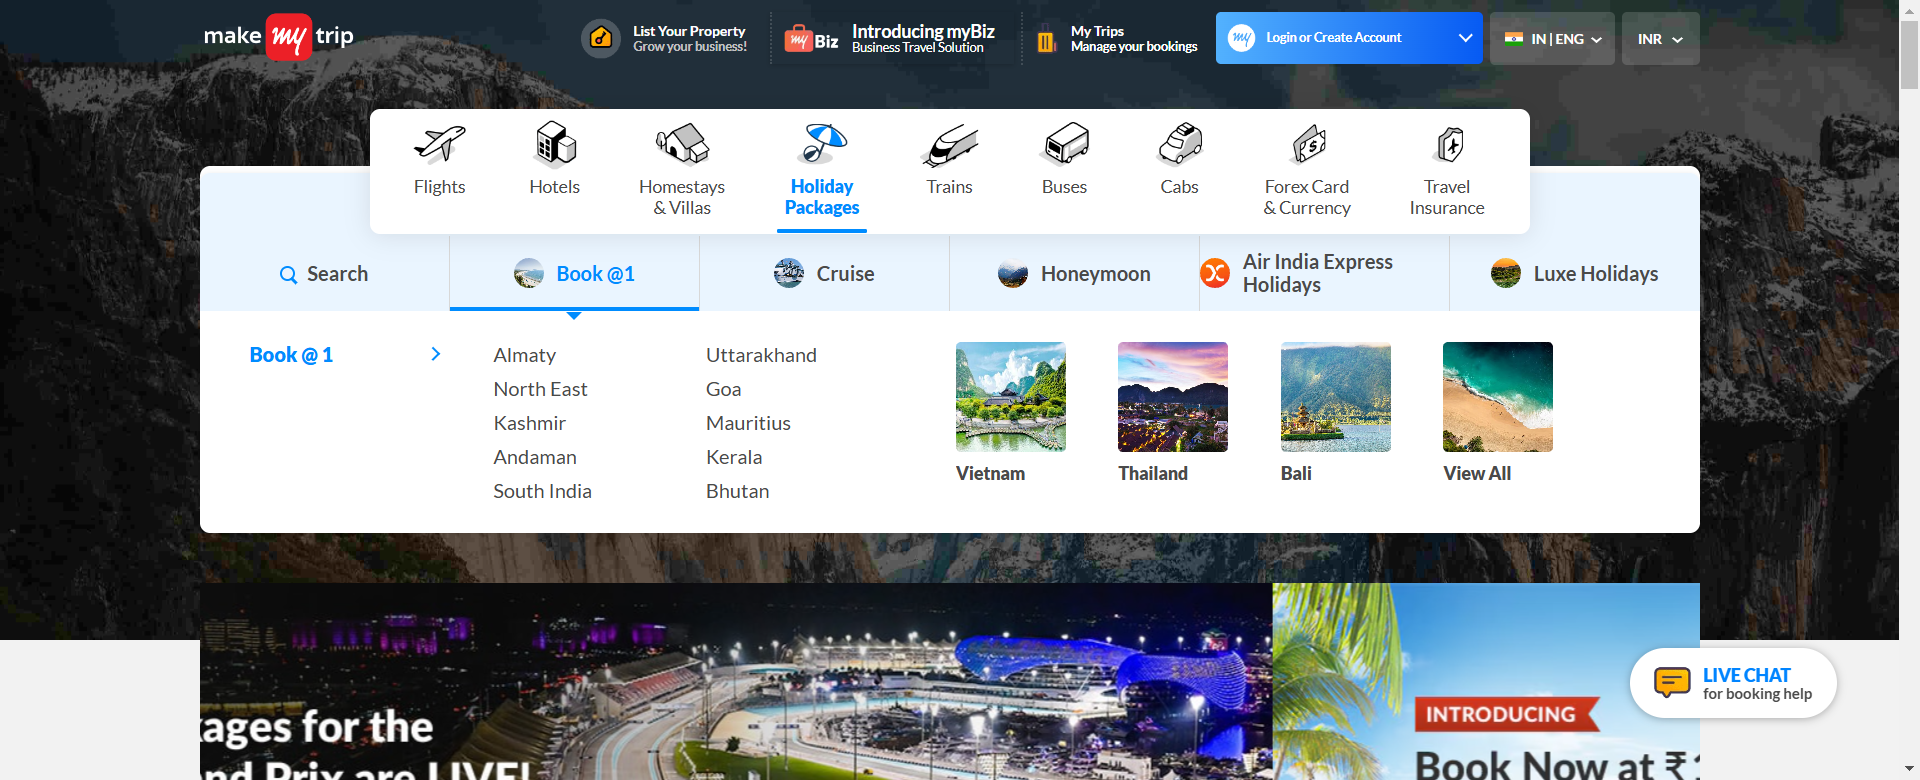 make my trip
List Your Property
Grow your business!
my Biz
Introducing myBiz
Business Travel Solution
My Trips
Manage your bookings
my
Login or Create Account
IN | ENG
INR
Flights
Hotels
Homestays
& Villas
Holiday
Packages
Trains
Buses
Cabs
Forex Card
& Currency
Travel
Insurance
Search
Book @1
Cruise
Honeymoon
Air India Express
Holidays
Luxe Holidays
Book @ 1
Almaty
North East
Kashmir
Andaman
South India
Uttarakhand
Goa
Mauritius
Kerala
Bhutan
Vietnam
Thailand
Bali
View All
kages for the
nd Prix are LIVE!
INTRODUCING
Book Now at ₹
LIVE CHAT
for booking help